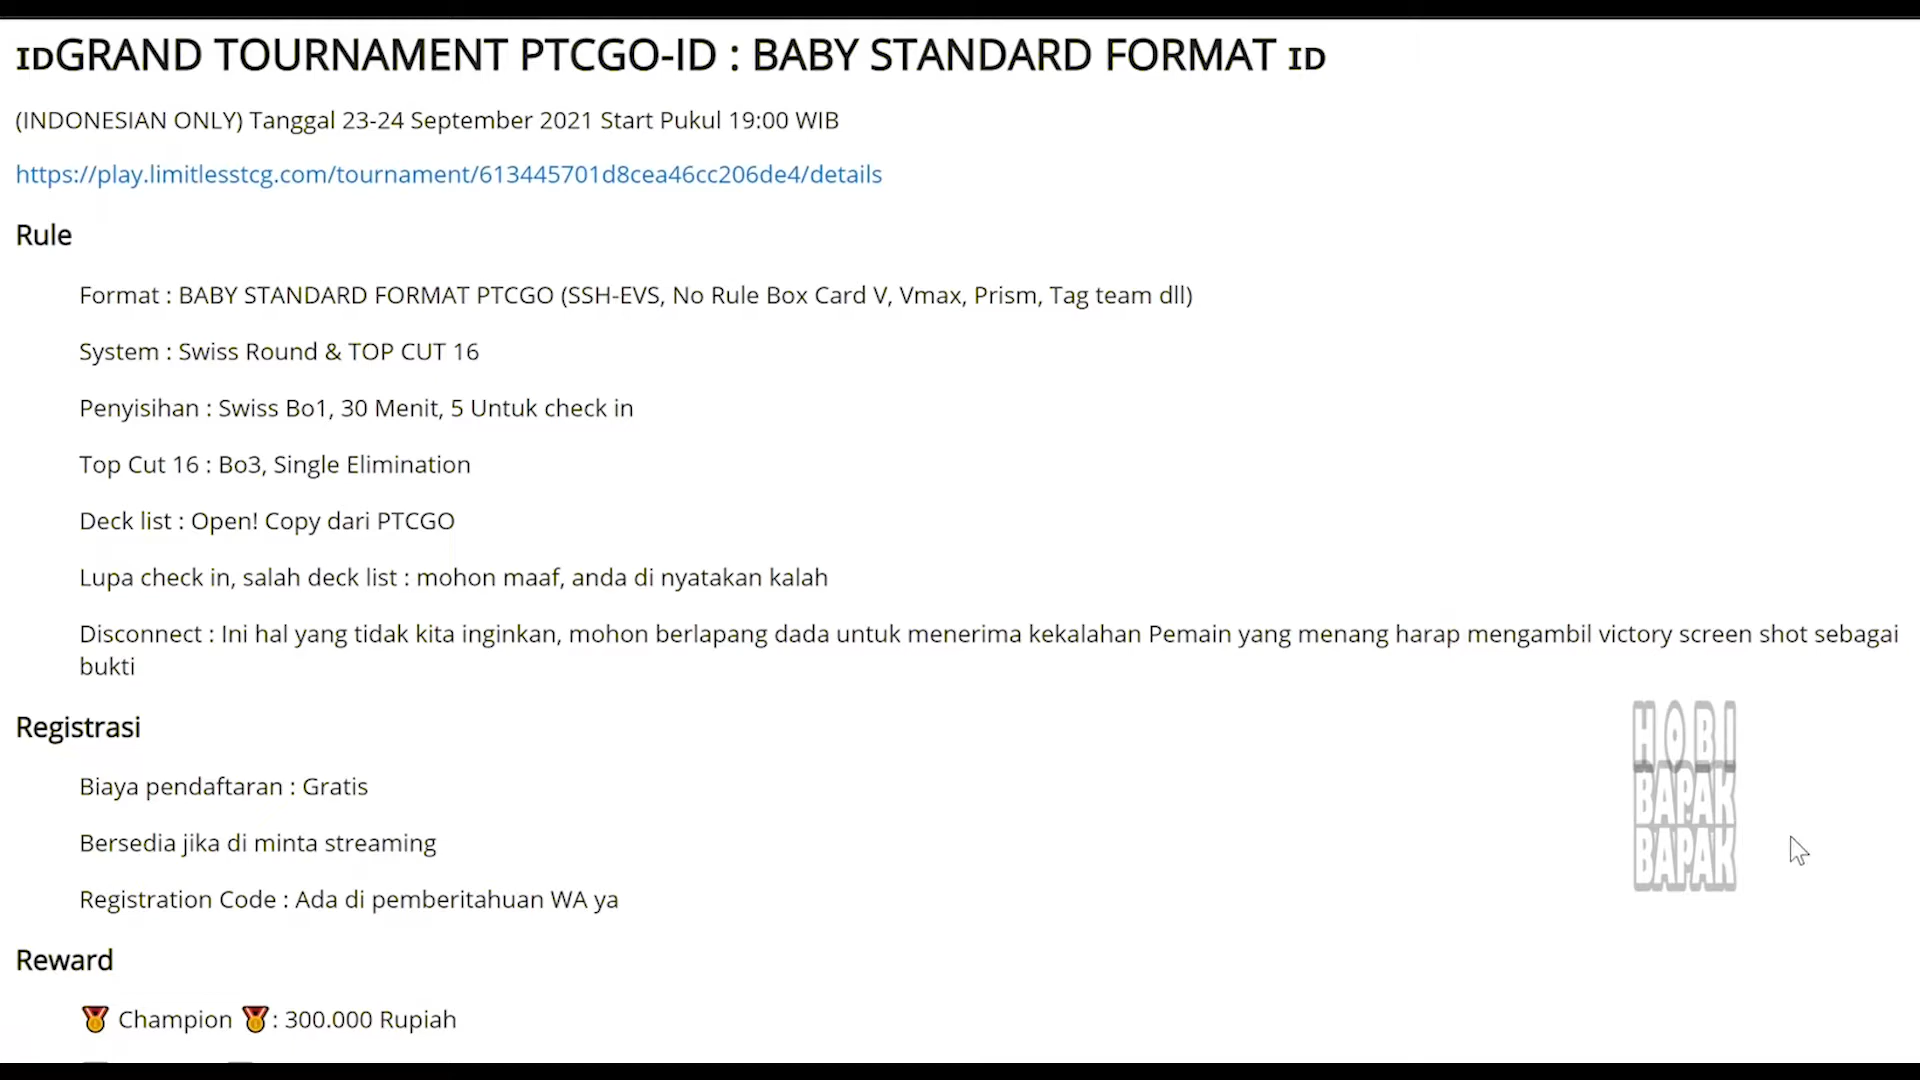 IDGRAND TOURNAMENT PTCGO-ID : BABY STANDARD FORMAT ID
(INDONESIAN ONLY) Tanggal 23-24 September 2021 Start Pukul 19:00 WIB
https://play.limitlesstcg.com/tournament/613445701d8cea46cc206de4/details
Rule
Format : BABY STANDARD FORMAT PTCGO (SSH-EVS, No Rule Box Card V, Vmax, Prism, Tag team dll)
System : Swiss Round & TOP CUT 16
Penyisihan : Swiss Bo1, 30 Menit, 5 Untuk check in
Top Cut 16 : Bo3, Single Elimination
Deck list : Open! Copy dari PTCGO
Lupa check in, salah deck list : mohon maaf, anda di nyatakan kalah
Disconnect : Ini hal yang tidak kita inginkan, mohon berlapang dada untuk menerima kekalahan Pemain yang menang harap mengambil victory screen shot sebagai
bukti
Registrasi
Biaya pendaftaran : Gratis
Bersedia jika di minta streaming
Registration Code : Ada di pemberitahuan WA ya
Reward
🏅 Champion 🏅: 300.000 Rupiah
HOBI
BAPAK
BAPAK